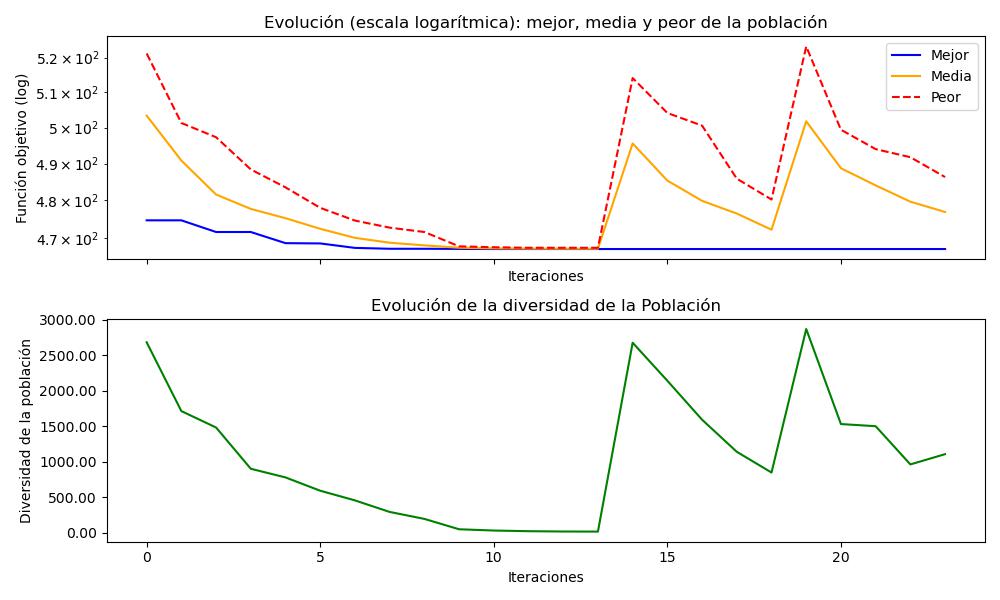 Evolución (escala logarítmica): mejor, media y peor de la población
Función objetivo (log)
5.2 × 10²
5.1 × 10²
5 × 10²
4.9 × 10²
4.8 × 10²
4.7 × 10²
Mejor
Media
Peor
Iteraciones
Evolución de la diversidad de la Población
Diversidad de la población
3000.00
2500.00
2000.00
1500.00
1000.00
500.00
0.00
0 5 10 15 20
Iteraciones